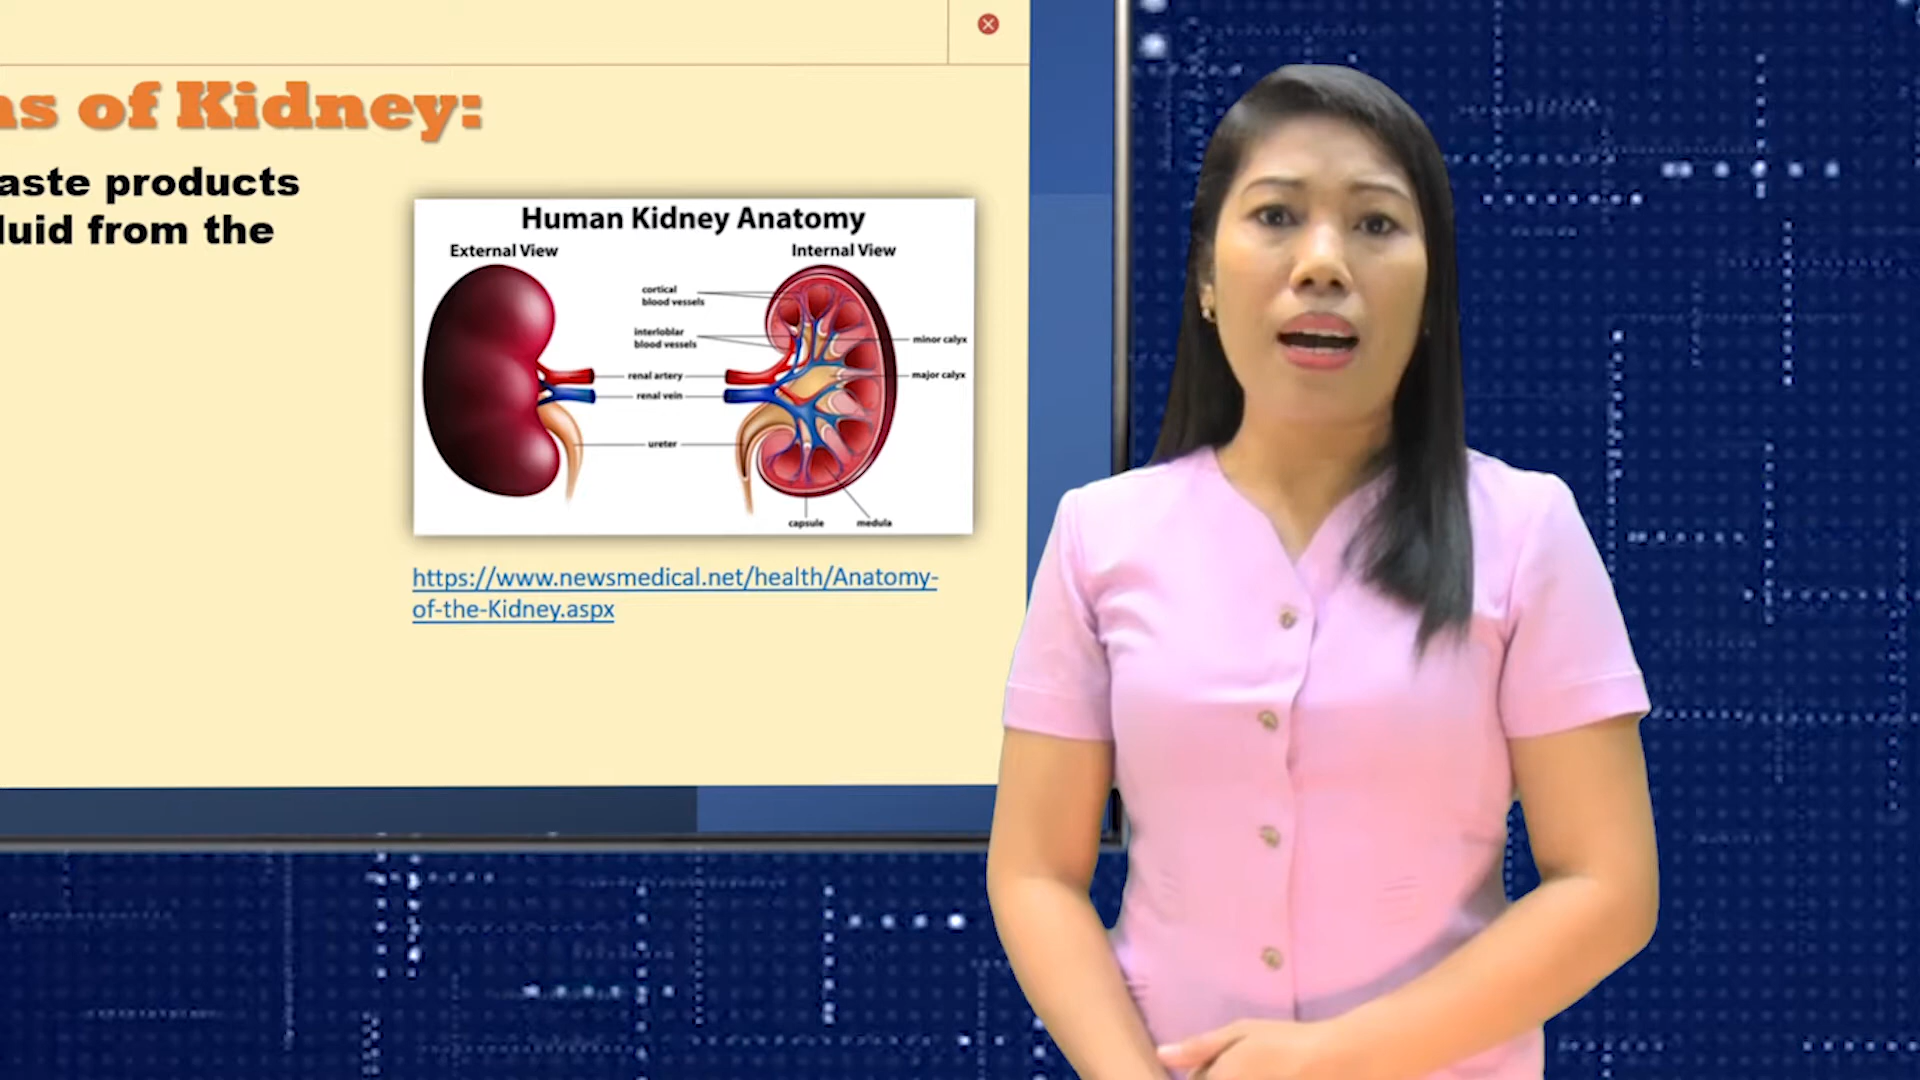 ns of Kidney:
aste products
luid from the
Human Kidney Anatomy
External View
Internal View
cortical
blood vessels
interloblar
blood vessels
minor calyx
renal artery
major calyx
renal vein
ureter
capsule
medula
https://www.newsmedical.net/health/Anatomy-
of-the-Kidney.aspx